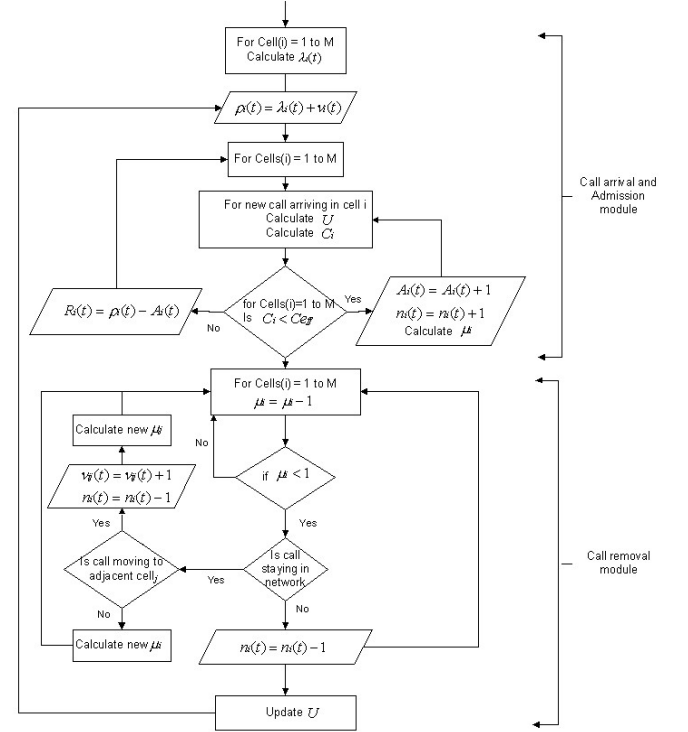 For Cell(i) = 1 to M
Calculate λi(t)
ρi(t) = λi(t) + νi(t)
For Cells(i) = 1 to M
For new call arriving in cell i
Calculate U
Calculate Ci
Call arrival and
Admission
module
for Cells(i)=1 to M
Is Ci < Ceff
Yes
No
Ri(t) = ρi(t) − Ai(t)
Ai(t) = Ai(t) + 1
ni(t) = ni(t) + 1
Calculate μi
For Cells(i) = 1 to M
μi = μi − 1
Calculate new μij
No
if μi < 1
νij(t) = νij(t) + 1
ni(t) = ni(t) − 1
Yes
Yes
Is call moving to
adjacent cell j
Yes
Is call
staying in
network
Call removal
module
No
No
Calculate new μi
ni(t) = ni(t) − 1
Update U